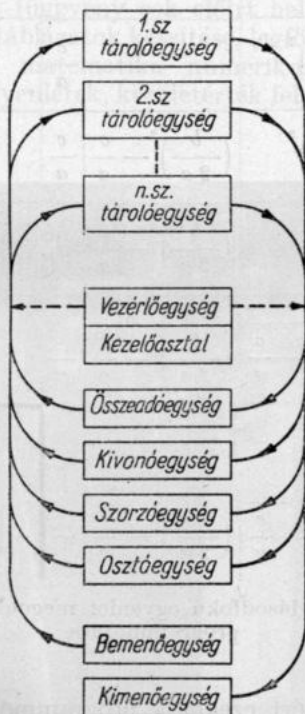 1.sz
tárolóegység
2.sz.
tárolóegység
n.sz.
tárolóegység
Vezérlőegység
Kezelőasztal
Összeadóegység
Kivonóegység
Szorzóegység
Osztóegység
Bemenőegység
Kimenőegység